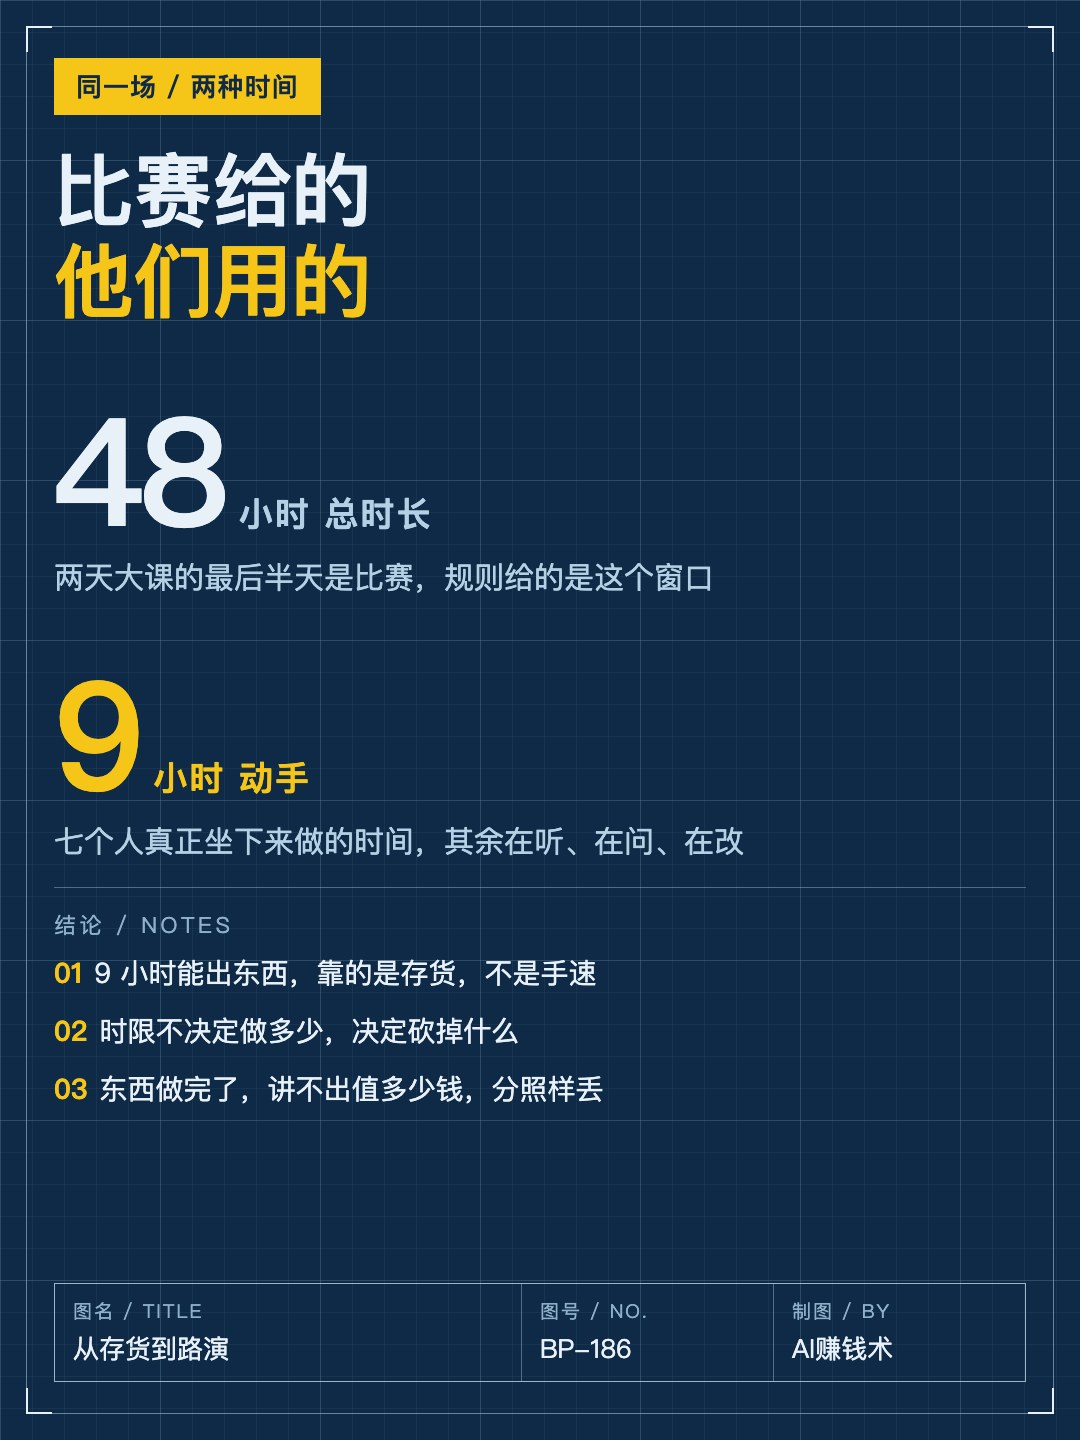 同一场 / 两种时间
比赛给的
他们用的
48 小时 总时长
两天大课的最后半天是比赛，规则给的是这个窗口
9 小时 动手
七个人真正坐下来做的时间，其余在听、在问、在改
结论 / NOTES
01 9 小时能出东西，靠的是存货，不是手速
02 时限不决定做多少，决定砍掉什么
03 东西做完了，讲不出值多少钱，分照样丢
图名 / TITLE
从存货到路演
图号 / NO.
BP-186
制图 / BY
AI赚钱术